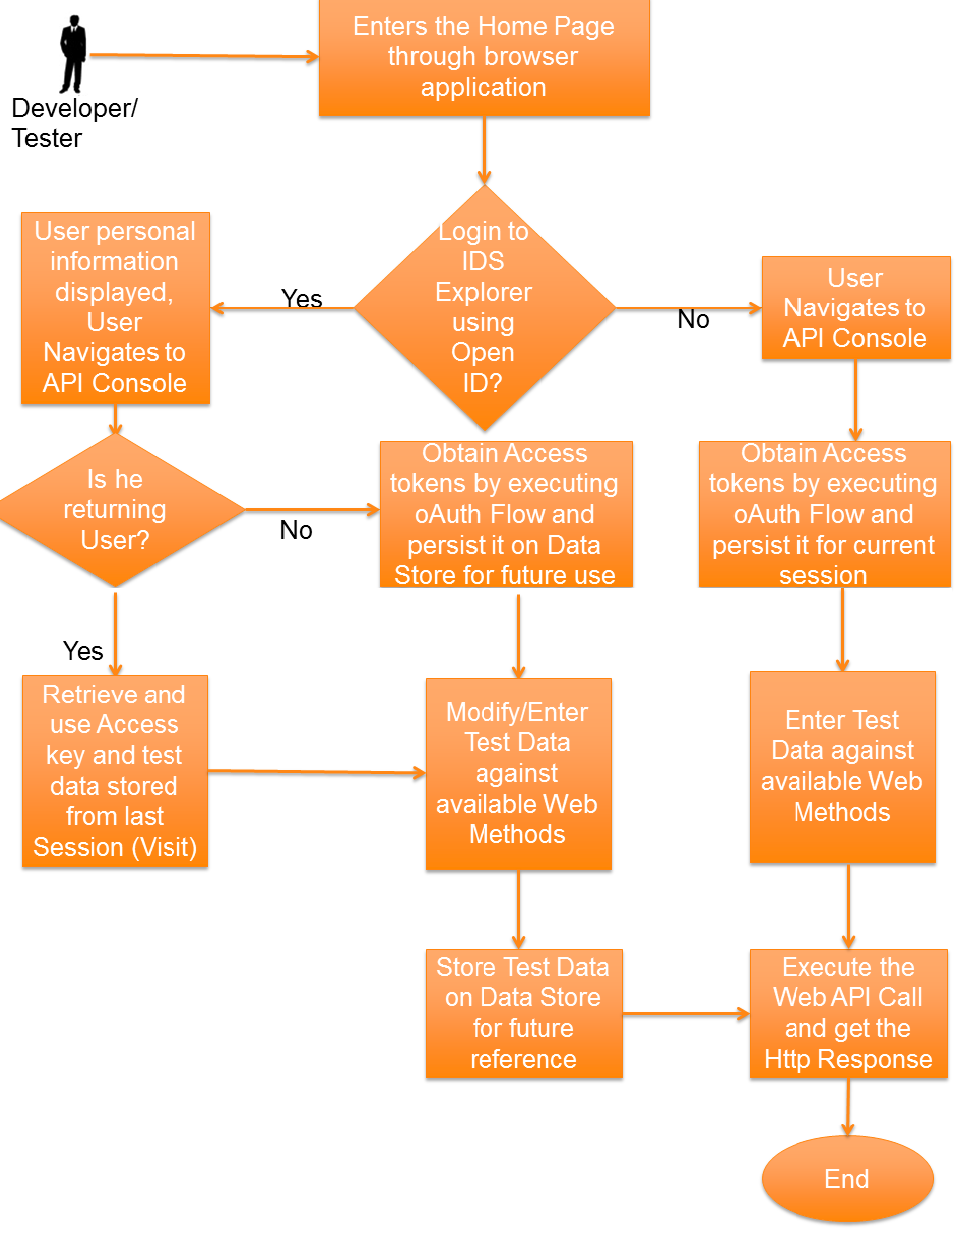 Enters the Home Page
through browser
application
Developer/
Tester
Login to
IDS
Explorer
using
Open
ID?
User personal
information
displayed,
User
Navigates to
API Console
Yes
No
User
Navigates to
API Console
Is he
returning
User?
No
Obtain Access
tokens by executing
oAuth Flow and
persist it on Data
Store for future use
Obtain Access
tokens by executing
oAuth Flow and
persist it for current
session
Yes
Retrieve and
use Access
key and test
data stored
from last
Session (Visit)
Modify/Enter
Test Data
against
available Web
Methods
Enter Test
Data against
available Web
Methods
Store Test Data
on Data Store
for future
reference
Execute the
Web API Call
and get the
Http Response
End